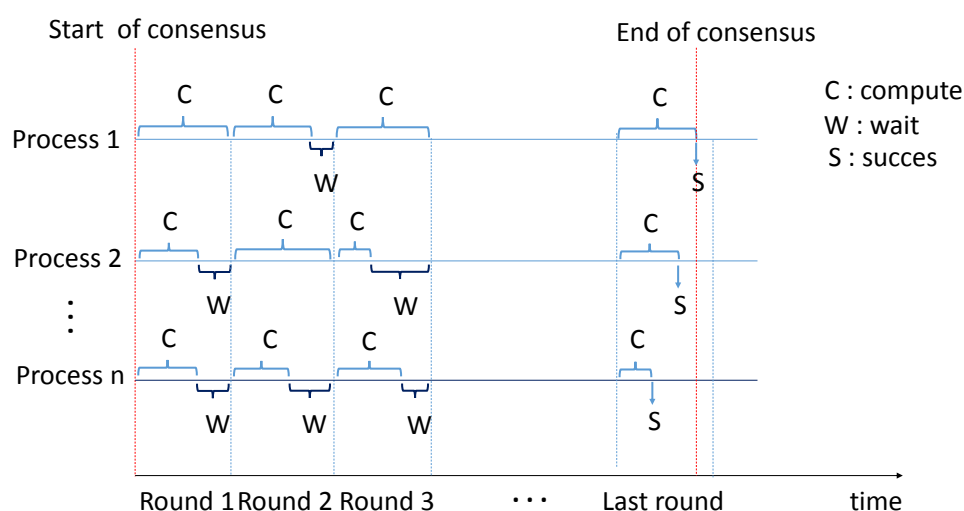 Start of consensus
End of consensus
C C C C
C : compute
W : wait
S : succes
Process 1
W
S
C C C C
Process 2
W W S
⋮
C C C C
Process n
W W W S
Round 1 Round 2 Round 3 ... Last round time